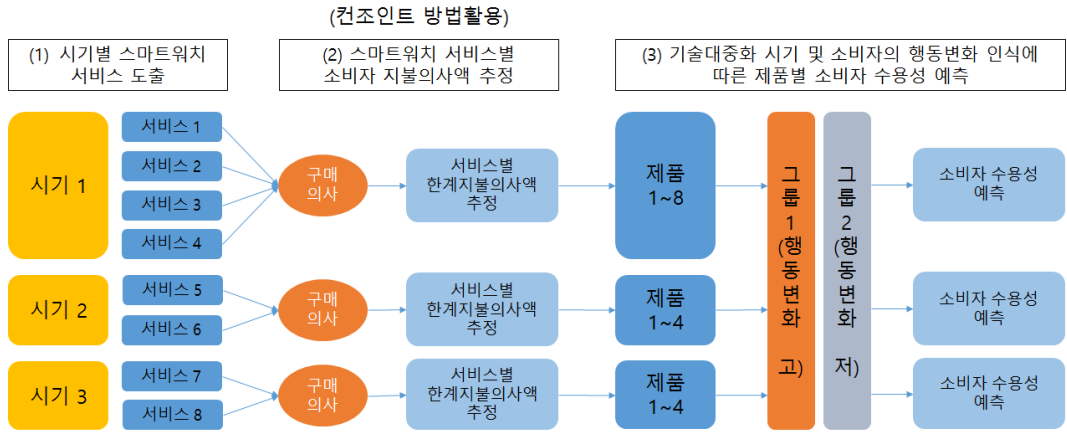 (컨조인트 방법활용)
(1) 시기별 스마트워치
서비스 도출
(2) 스마트워치 서비스별
소비자 지불의사액 추정
(3) 기술대중화 시기 및 소비자의 행동변화 인식에
따른 제품별 소비자 수용성 예측
시기 1
서비스 1
서비스 2
서비스 3
서비스 4
구매
의사
서비스별
한계지불의사액
추정
제품
1~8
그룹1(행동변화 고)
그룹2(행동변화 저)
소비자 수용성
예측
시기 2
서비스 5
서비스 6
구매
의사
서비스별
한계지불의사액
추정
제품
1~4
소비자 수용성
예측
시기 3
서비스 7
서비스 8
구매
의사
서비스별
한계지불의사액
추정
제품
1~4
소비자 수용성
예측